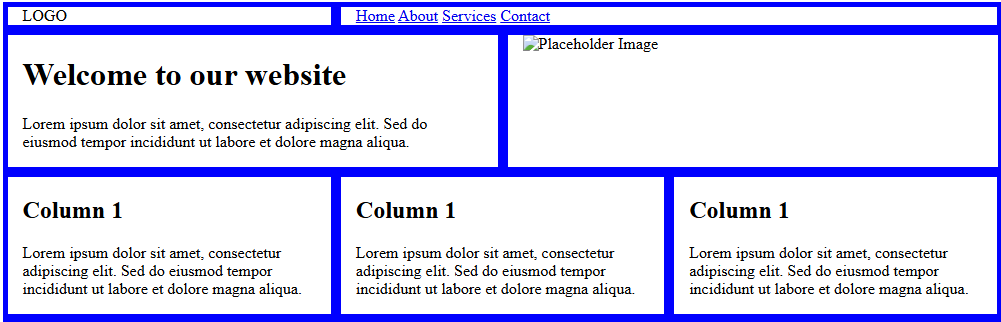 LOGO
Home About Services Contact
Welcome to our website
Lorem ipsum dolor sit amet, consectetur adipiscing elit. Sed do
eiusmod tempor incididunt ut labore et dolore magna aliqua.
Placeholder Image
Column 1
Lorem ipsum dolor sit amet, consectetur
adipiscing elit. Sed do eiusmod tempor
incididunt ut labore et dolore magna aliqua.
Column 1
Lorem ipsum dolor sit amet, consectetur
adipiscing elit. Sed do eiusmod tempor
incididunt ut labore et dolore magna aliqua.
Column 1
Lorem ipsum dolor sit amet, consectetur
adipiscing elit. Sed do eiusmod tempor
incididunt ut labore et dolore magna aliqua.